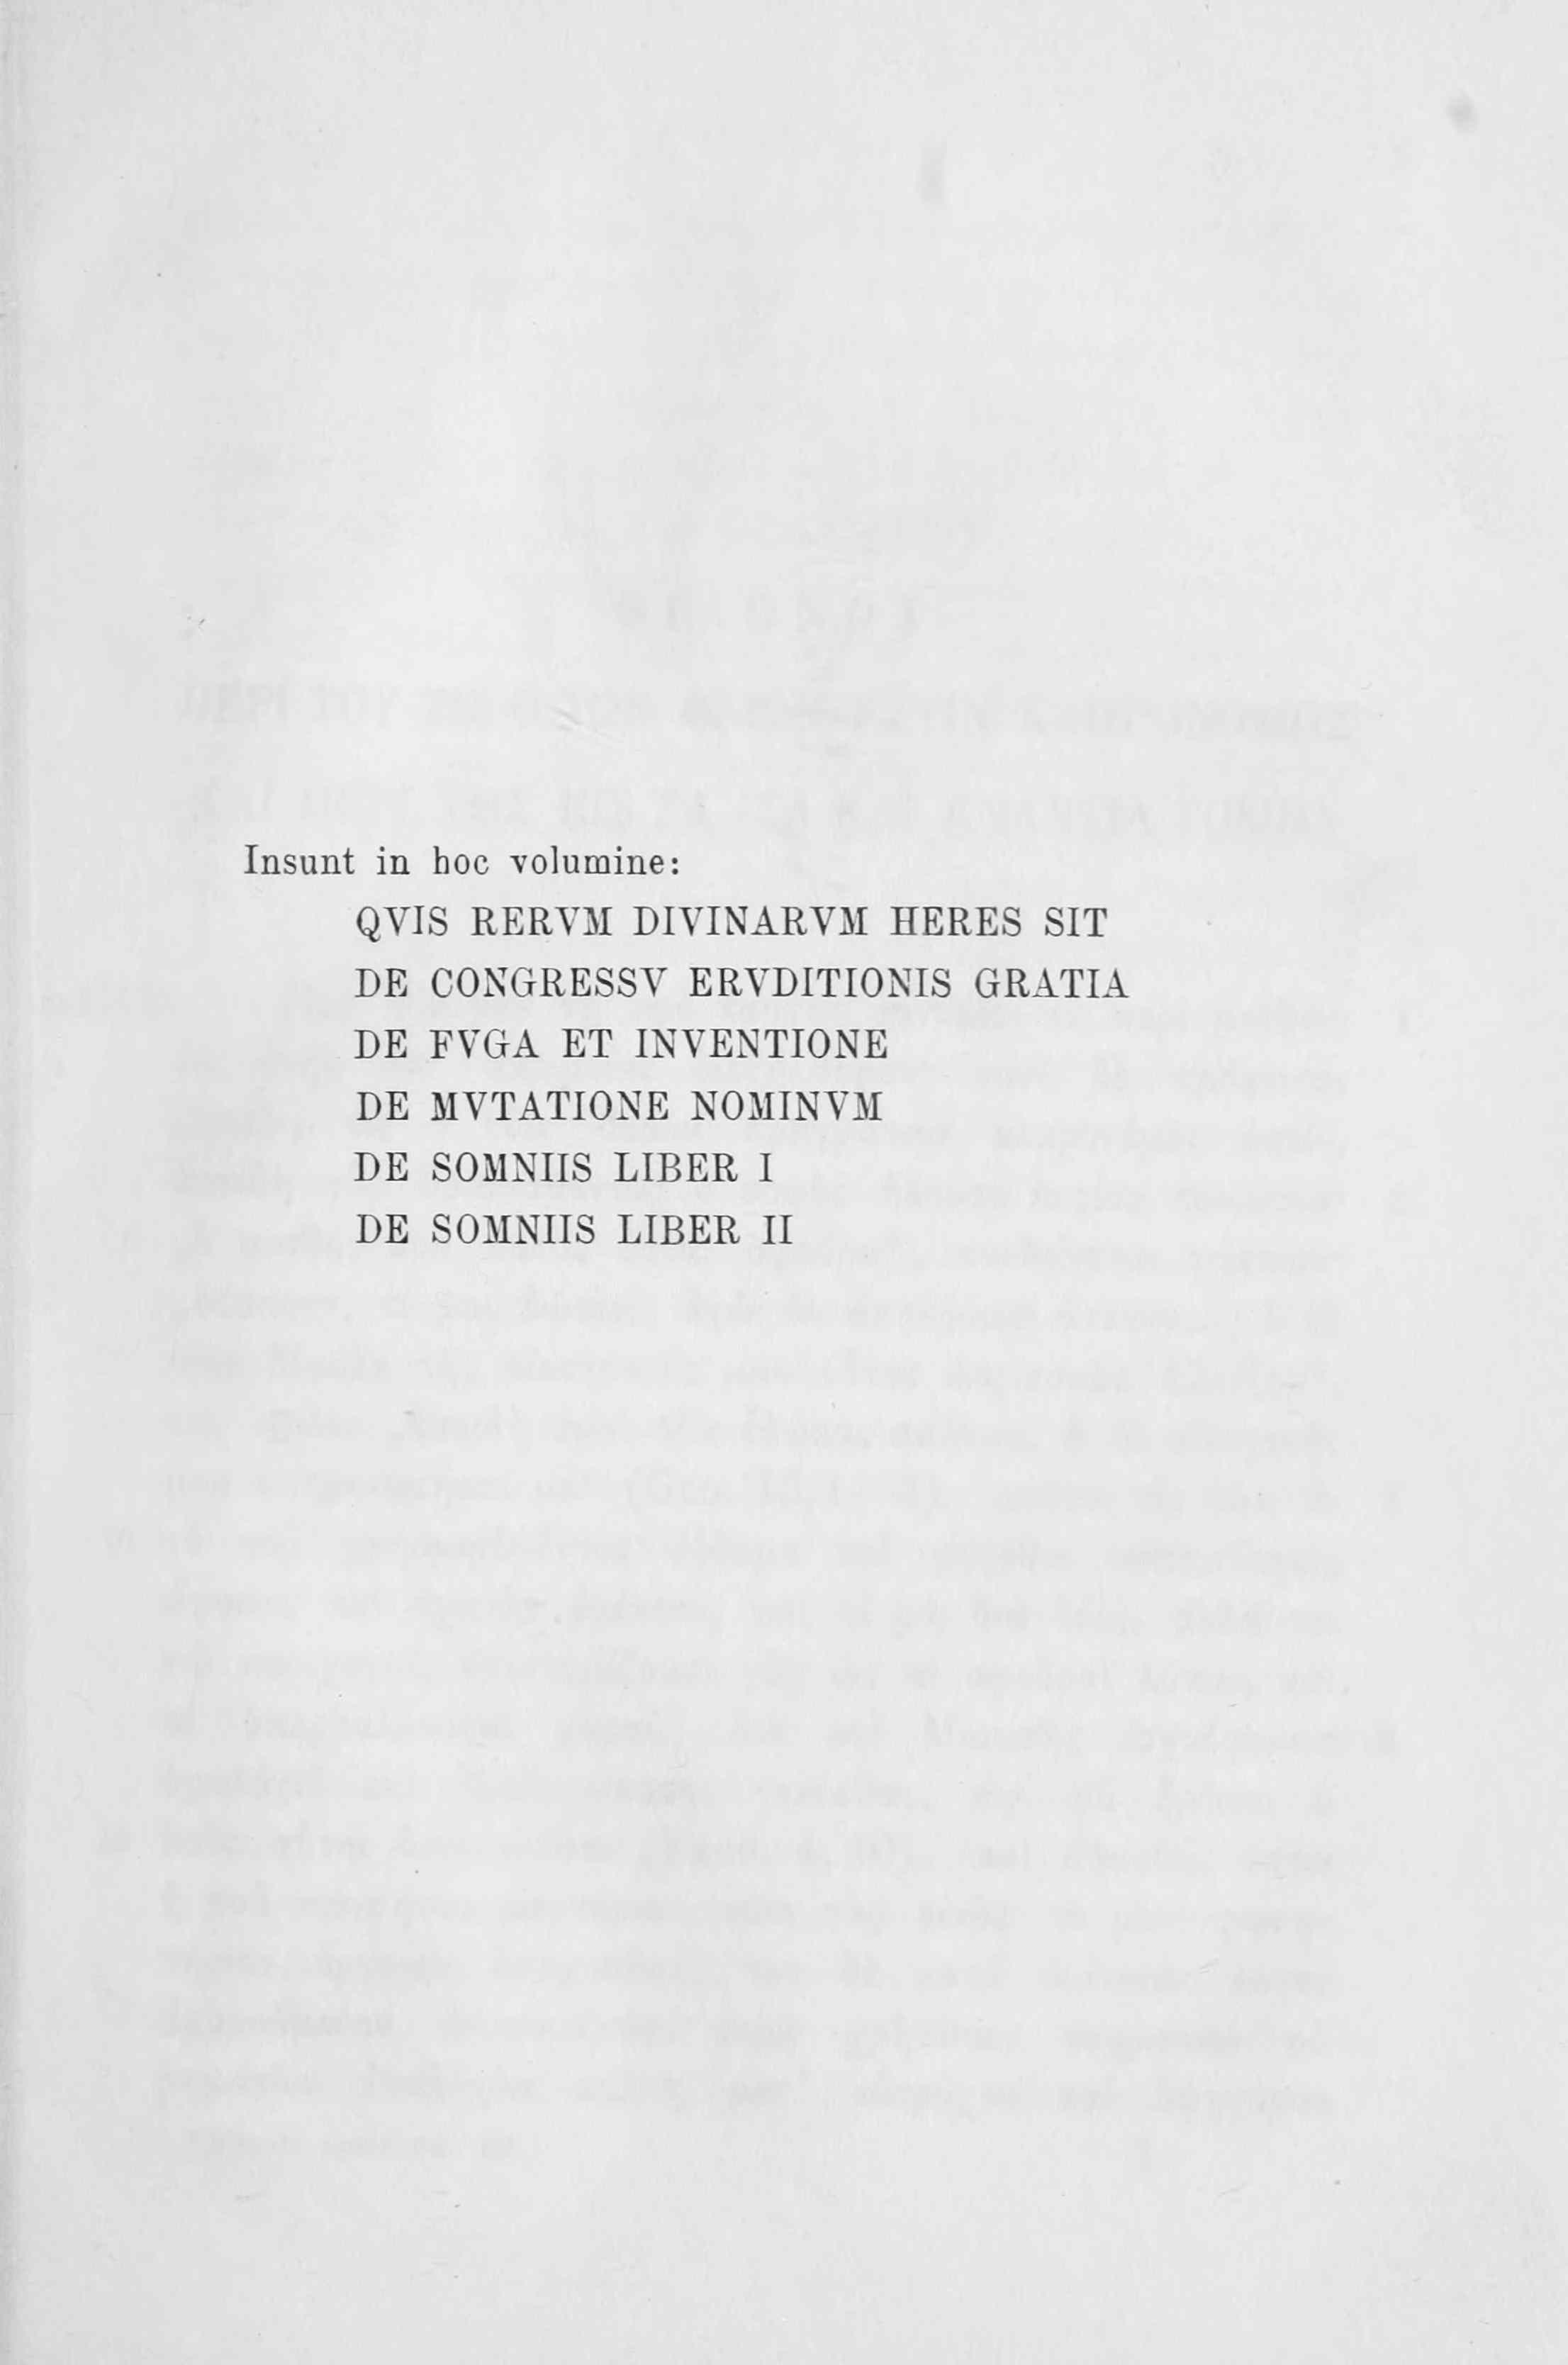 Insunt in hoc volumine:
QVIS RERVM DIVINARVM HERES SIT
DE CONGRESSV ERVDITIONIS GRATIA
DE FVGA ET INVENTIONE
DE MVTATIONE NOMINVM
DE SOMNIIS LIBER I
DE SOMNIIS LIBER II